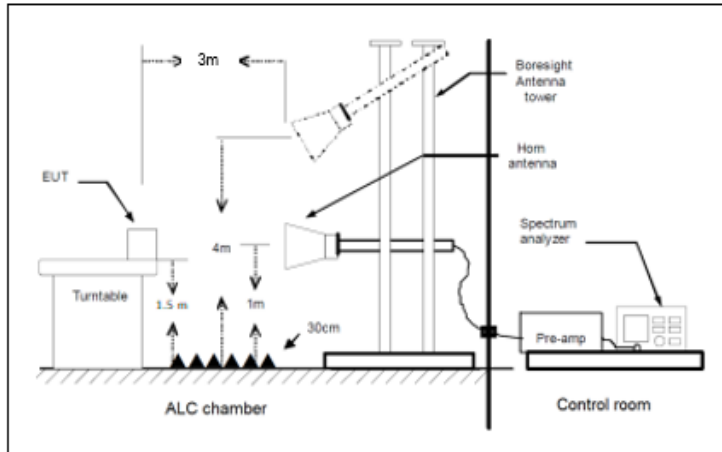 3m
Boresight
Antenna
tower
Horn
antenna
EUT
Spectrum
analyzer
4m
Turntable
1.5 m
1m
30cm
Pre-amp
ALC chamber
Control room